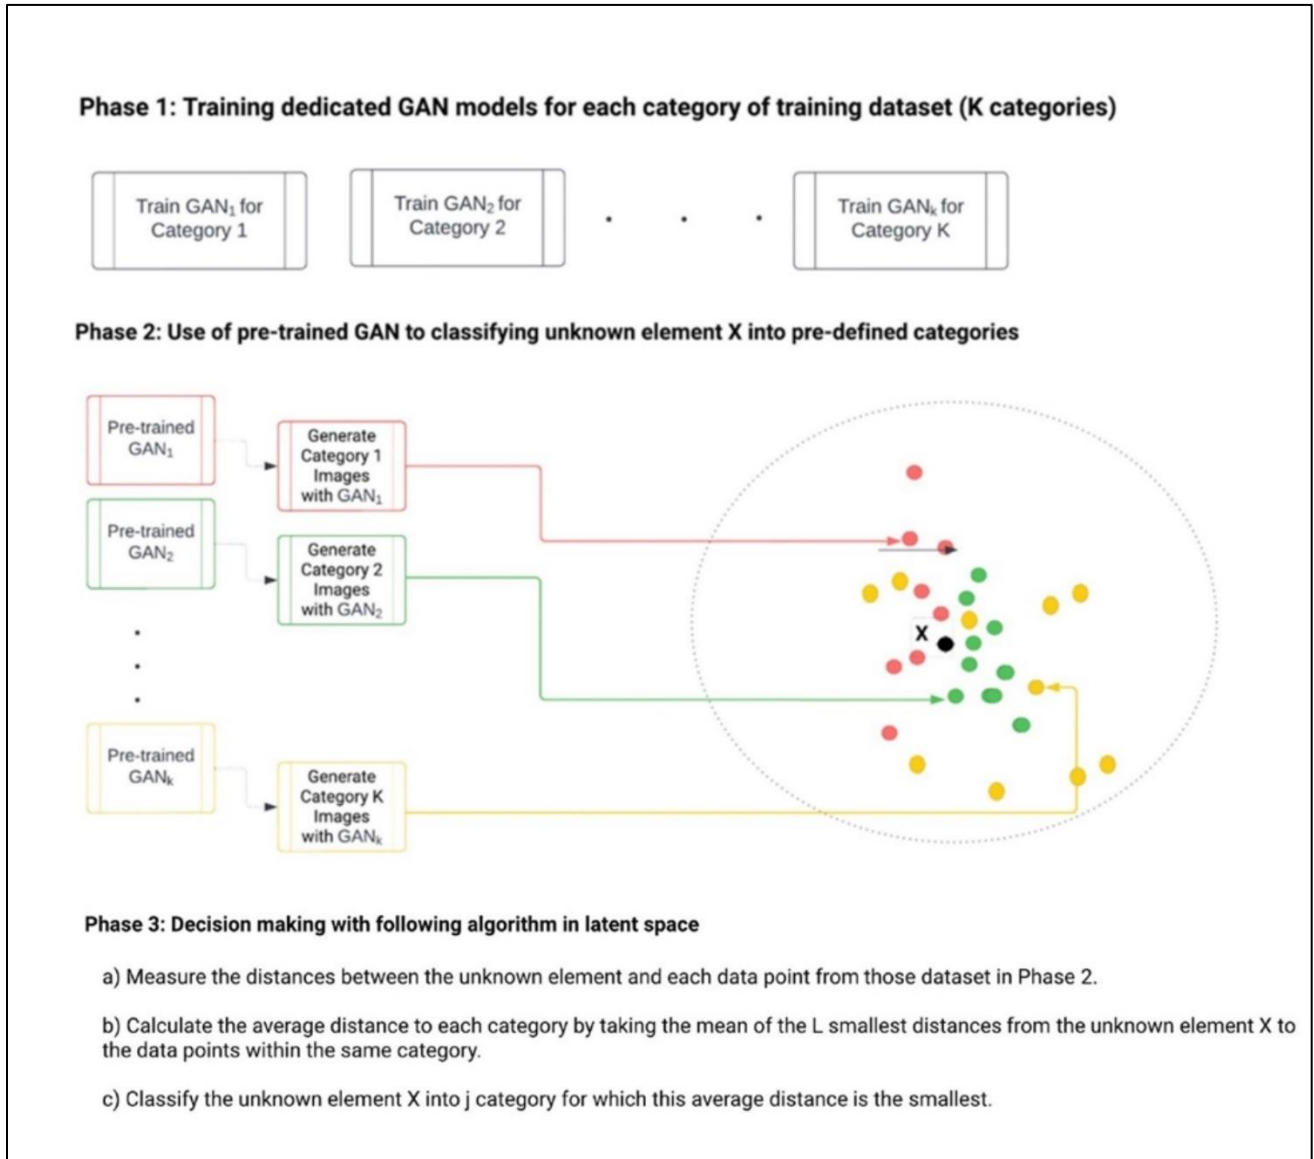 Phase 1: Training dedicated GAN models for each category of training dataset (K categories)
Train GAN₁ for
Category 1
Train GAN₂ for
Category 2
Train GANₖ for
Category K
Phase 2: Use of pre-trained GAN to classifying unknown element X into pre-defined categories
Pre-trained
GAN₁
Generate
Category 1
Images
with GAN₁
Pre-trained
GAN₂
Generate
Category 2
Images
with GAN₂
X
Pre-trained
GANₖ
Generate
Category K
Images
with GANₖ
Phase 3: Decision making with following algorithm in latent space
a) Measure the distances between the unknown element and each data point from those dataset in Phase 2.
b) Calculate the average distance to each category by taking the mean of the L smallest distances from the unknown element X to
the data points within the same category.
c) Classify the unknown element X into j category for which this average distance is the smallest.